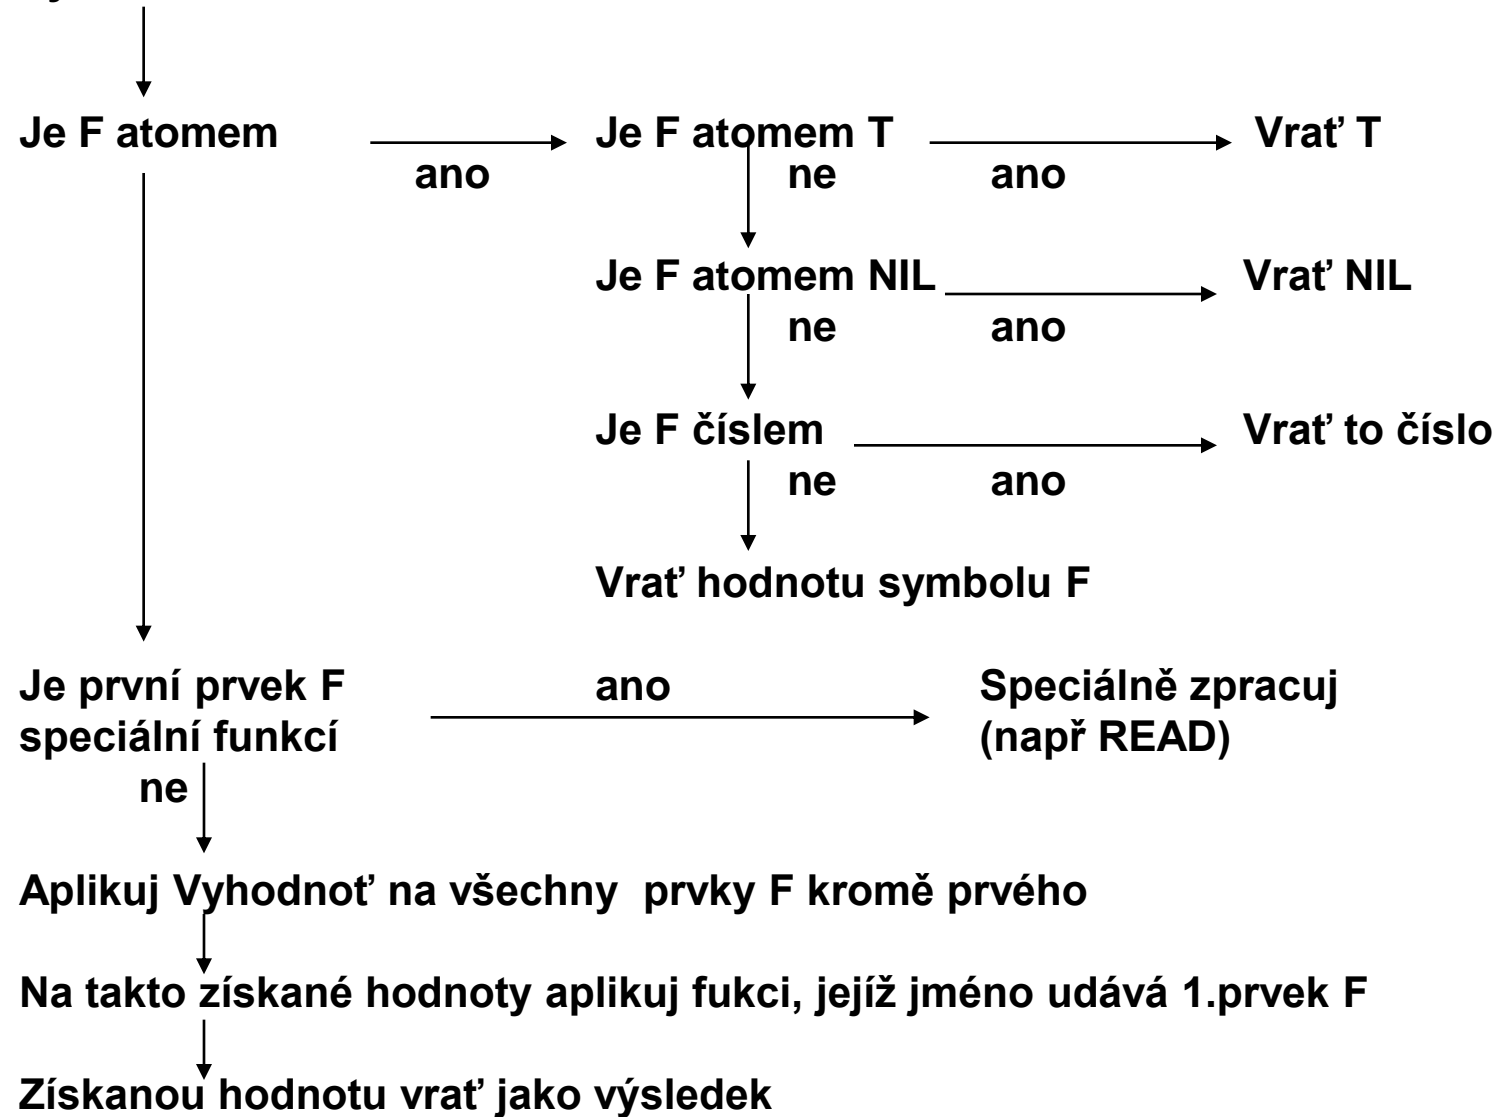 Je F atomem Je F atomem T Vrať T
ano ne ano
Je F atomem NIL Vrať NIL
ne ano
Je F číslem Vrať to číslo
ne ano
Vrať hodnotu symbolu F
Je první prvek F ano Speciálně zpracuj
speciální funkcí (např READ)
ne
Aplikuj Vyhodnoť na všechny prvky F kromě prvého
Na takto získané hodnoty aplikuj fukci, jejíž jméno udává 1.prvek F
Získanou hodnotu vrať jako výsledek